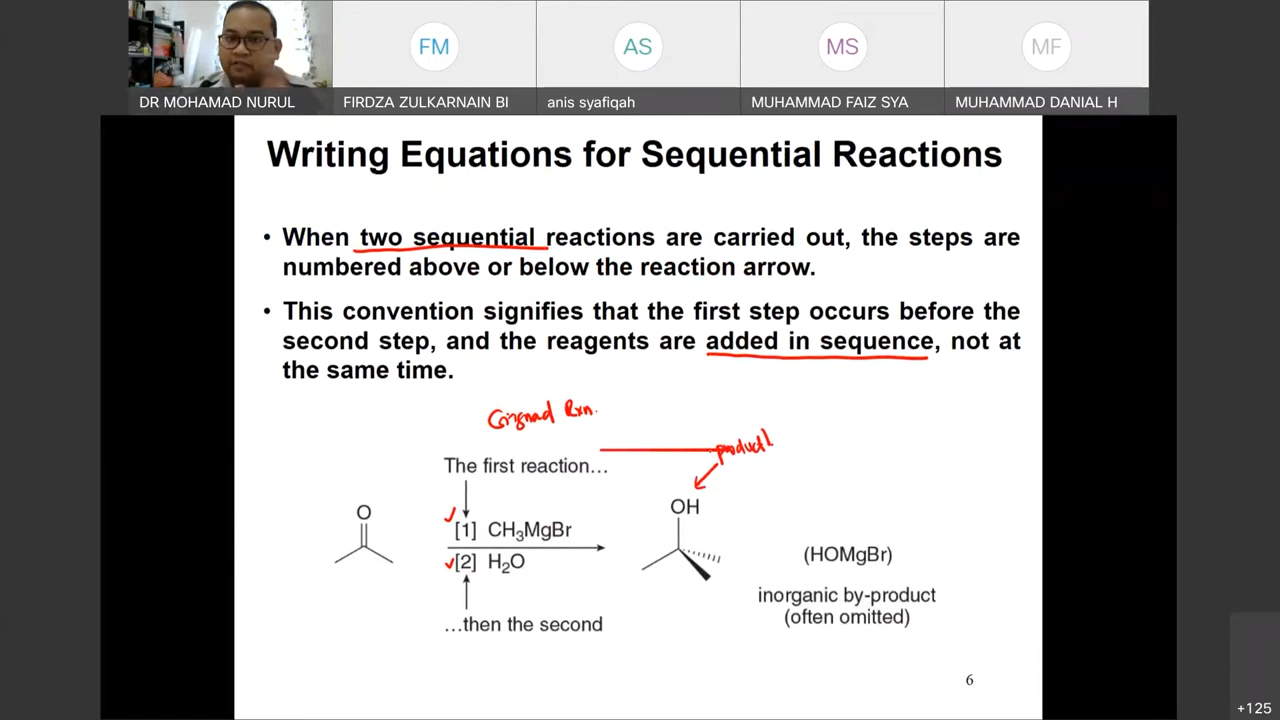 FM
AS
MS
MF
DR MOHAMAD NURUL
FIRDZA ZULKARNAIN BI
anis syafiqah
MUHAMMAD FAIZ SYA
MUHAMMAD DANIAL H
Writing Equations for Sequential Reactions
• When two sequential reactions are carried out, the steps are
numbered above or below the reaction arrow.
• This convention signifies that the first step occurs before the
second step, and the reagents are added in sequence, not at
the same time.
Grignad Rxn.
product
The first reaction...
O
OH
[1] CH₃MgBr
[2] H₂O
(HOMgBr)
inorganic by-product
(often omitted)
...then the second
6
+125